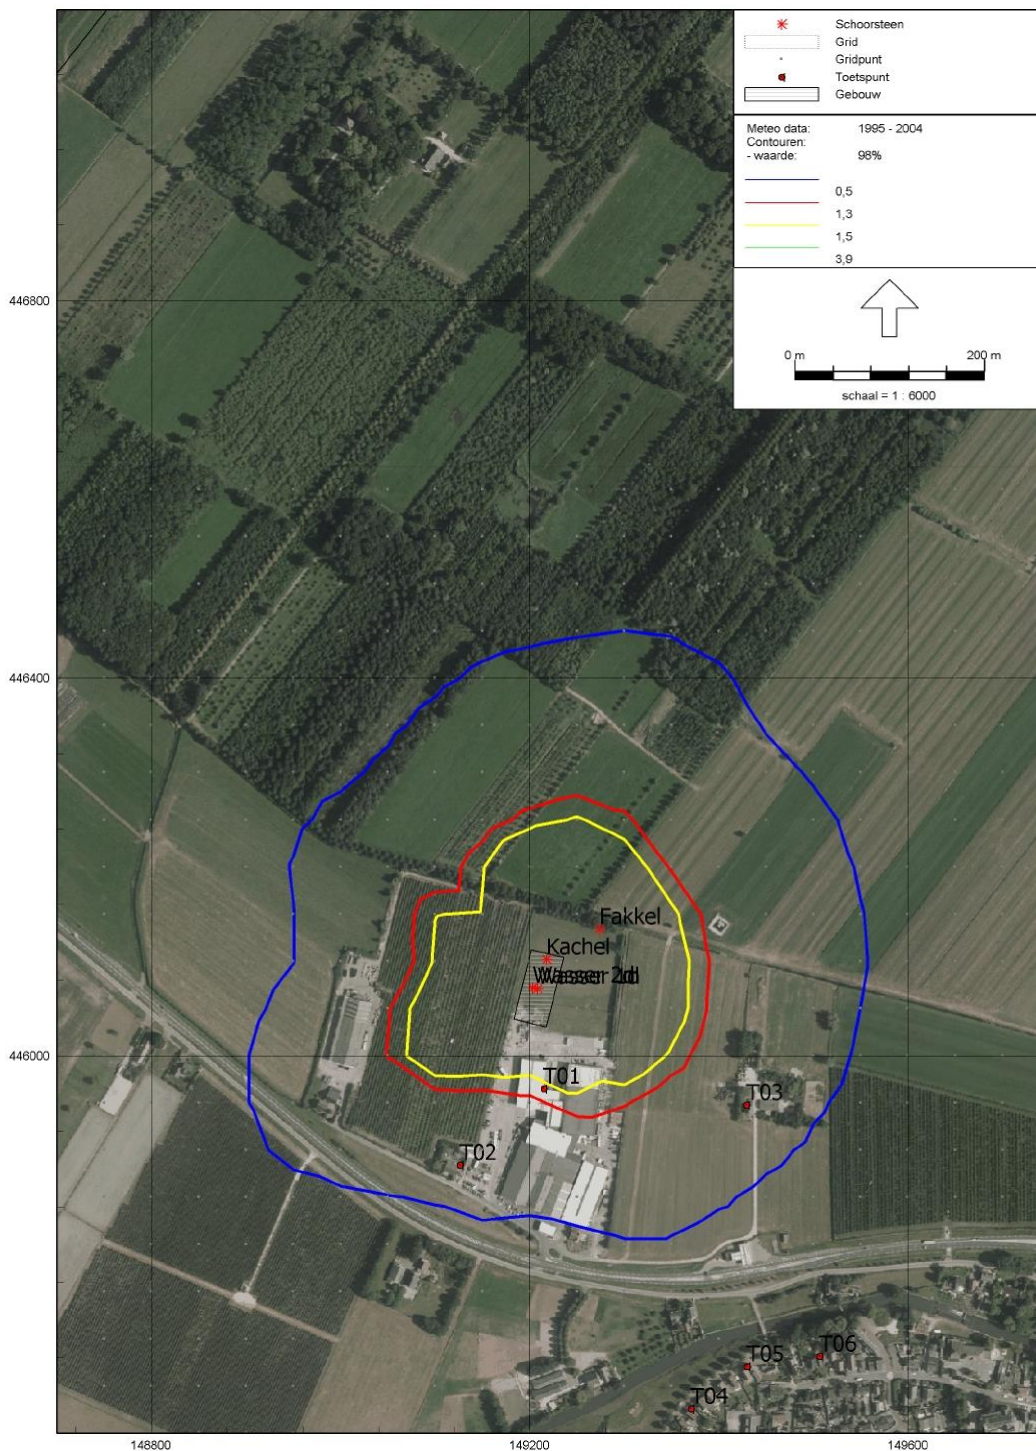 Schoorsteen
Grid
Gridpunt
Toetspunt
Gebouw
Meteo data: 1995 - 2004
Contouren:
- waarde: 98%
0,5
1,3
1,5
3,9
0 m 200 m
schaal = 1 : 6000
446800
446400
Fakkel
Kachel
446000
T01
T03
T02
T06
T05
T04
148800 149200 149600